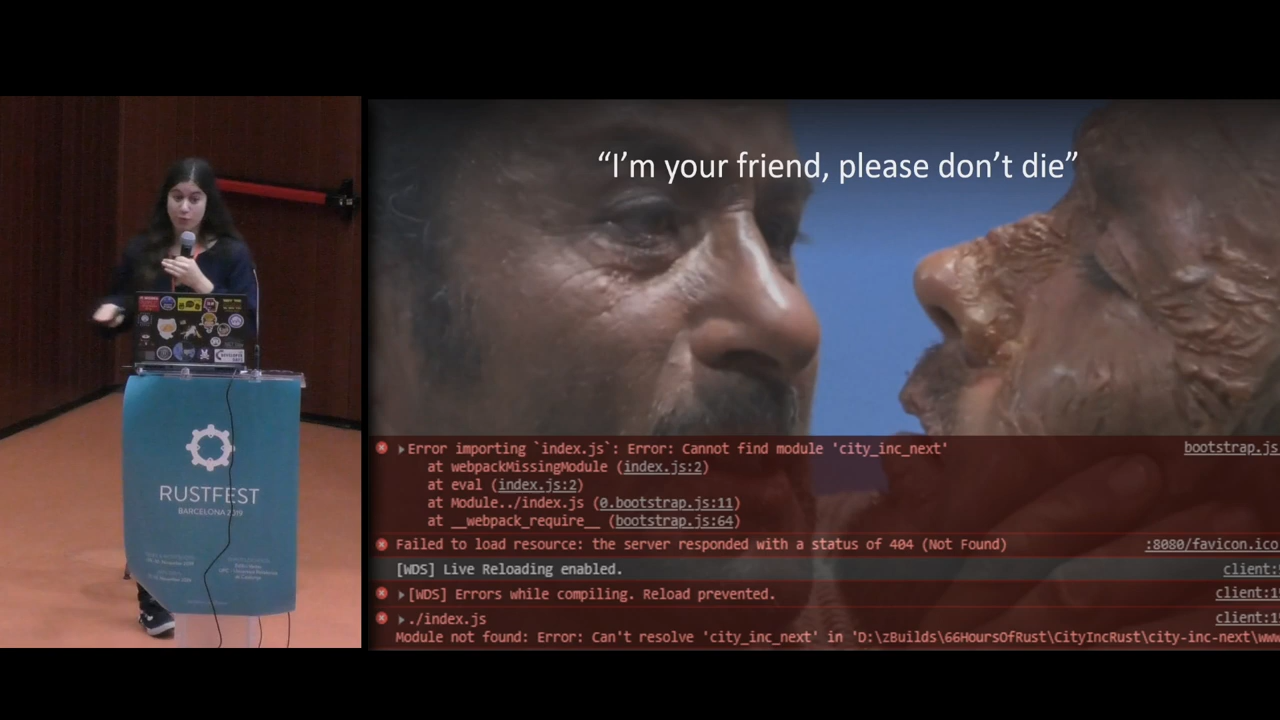 “I’m your friend, please don’t die”
Error importing `index.js`: Error: Cannot find module 'city_inc_next'
bootstrap.js
at webpackMissingModule (index.js:2)
at eval (index.js:2)
at Module../index.js (0.bootstrap.js:11)
at __webpack_require__ (bootstrap.js:64)
Failed to load resource: the server responded with a status of 404 (Not Found)
:8080/favicon.ico
[WDS] Live Reloading enabled.
[WDS] Errors while compiling. Reload prevented.
./index.js
Module not found: Error: Can't resolve 'city_inc_next' in 'D:\zBuilds\66HoursOfRust\CityIncRust\city-inc-next\www
RUSTFEST
BARCELONA 2019